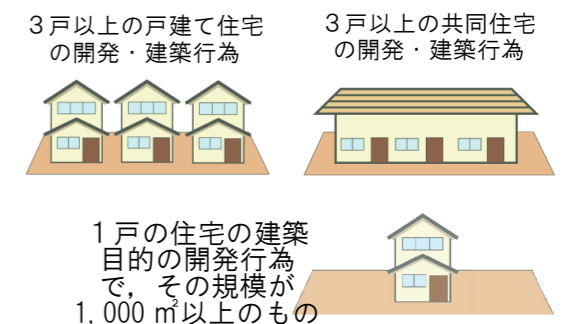 ３戸以上の戸建て住宅
の開発・建築行為
３戸以上の共同住宅
の開発・建築行為
１戸の住宅の建築
目的の開発行為
で，その規模が
1,000 ㎡以上のもの